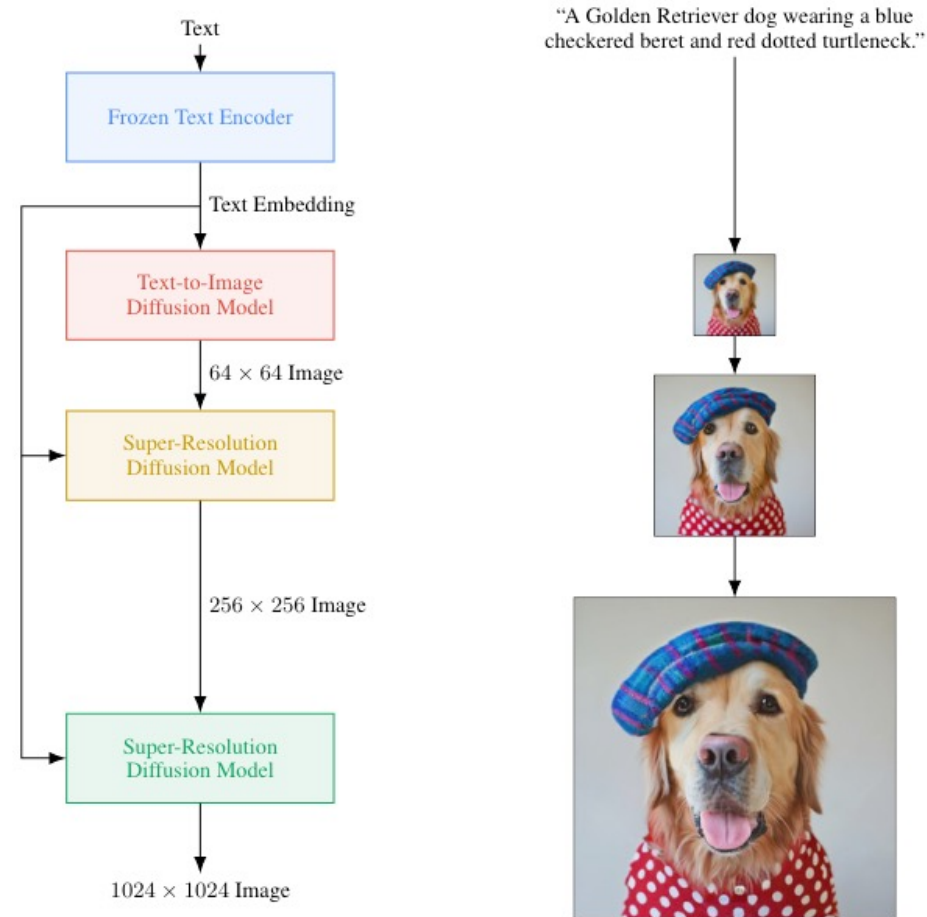 Text
Frozen Text Encoder
Text Embedding
Text-to-Image
Diffusion Model
64 × 64 Image
Super-Resolution
Diffusion Model
256 × 256 Image
Super-Resolution
Diffusion Model
1024 × 1024 Image
“A Golden Retriever dog wearing a blue
checkered beret and red dotted turtleneck.”